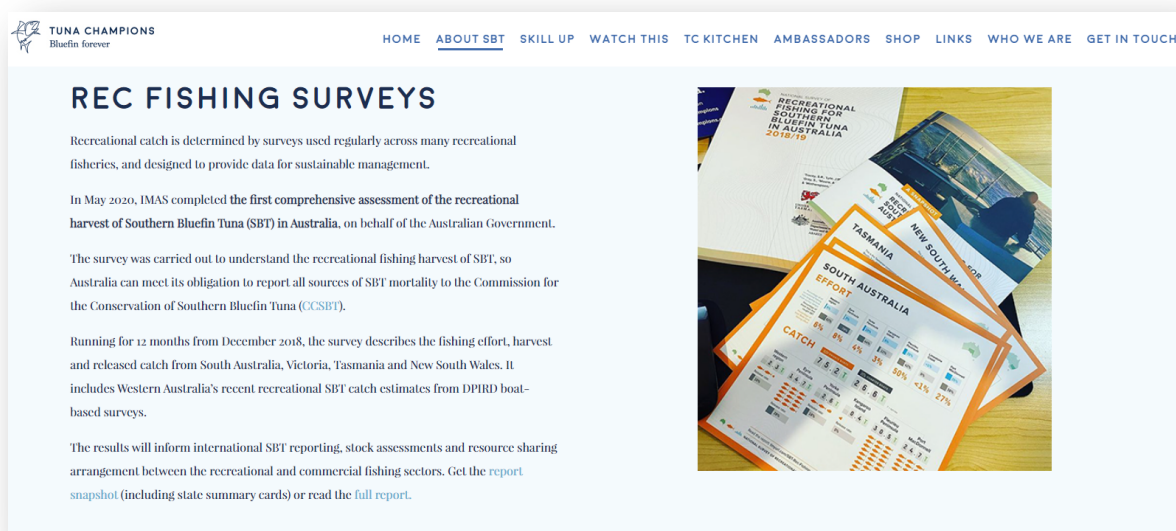 TUNA CHAMPIONS
Bluefin forever
HOME ABOUT SBT SKILL UP WATCH THIS TC KITCHEN AMBASSADORS SHOP LINKS WHO WE ARE GET IN TOUCH
REC FISHING SURVEYS
Recreational catch is determined by surveys used regularly across many recreational
fisheries, and designed to provide data for sustainable management.
In May 2020, IMAS completed the first comprehensive assessment of the recreational
harvest of Southern Bluefin Tuna (SBT) in Australia, on behalf of the Australian Government.
The survey was carried out to understand the recreational fishing harvest of SBT, so
Australia can meet its obligation to report all sources of SBT mortality to the Commission for
the Conservation of Southern Bluefin Tuna (CCSBT).
Running for 12 months from December 2018, the survey describes the fishing effort, harvest
and released catch from South Australia, Victoria, Tasmania and New South Wales. It
includes Western Australia's recent recreational SBT catch estimates from DPIRD boat-
based surveys.
The results will inform international SBT reporting, stock assessments and resource sharing
arrangement between the recreational and commercial fishing sectors. Get the report
snapshot (including state summary cards) or read the full report.
NATIONAL SURVEY OF
RECREATIONAL
FISHING FOR
SOUTHERN
BLUEFIN TUNA
IN AUSTRALIA
2018/19
TASMANIA
NEW SOUTH WA
SOUTH AUSTRALIA
EFFORT
6% 8% 4% 3% 50% <1% 27%
CATCH
Kangaroo
Island
Port
MacDonnell